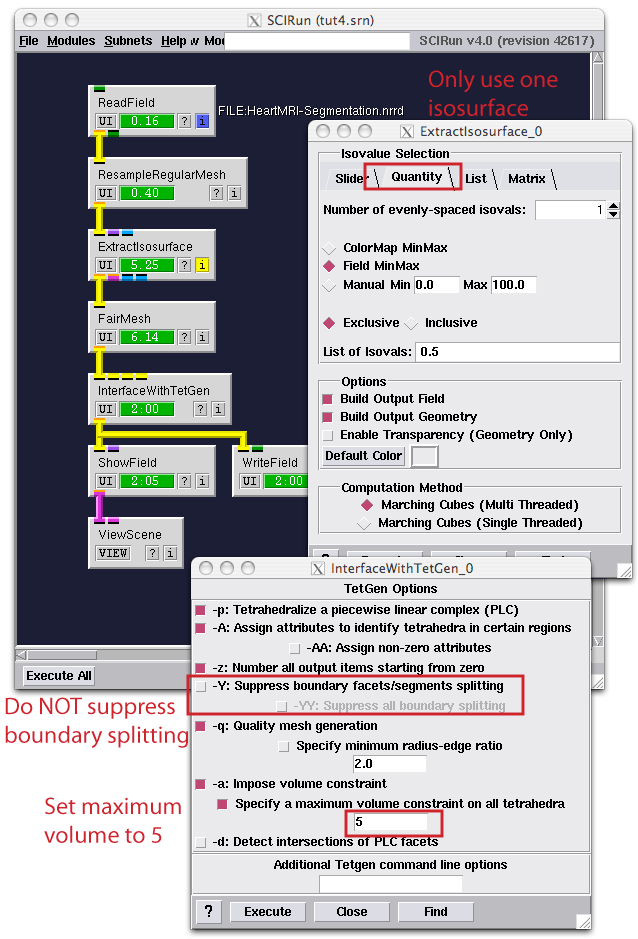 SCIRun (tut4.srn)
File Modules Subnets Help w Mod
SCIRun v4.0 (revision 42617)
Only use one
isosurface
ReadField
UI 0.16 ? i
FILE:HeartMRI-Segmentation.nrrd
ResampleRegularMesh
UI 0.40 ? i
ExtractIsosurface
UI 5.25 ? i
FairMesh
UI 6.14 ? i
InterfaceWithTetGen
UI 2:00 ? i
ShowField
UI 2:05 ? i
WriteField
UI 2:00
ViewScene
VIEW ? i
Execute All
ExtractIsosurface_0
Isovalue Selection
Slider Quantity List Matrix
Number of evenly-spaced isovals: 1
ColorMap MinMax
Field MinMax
Manual Min 0.0 Max 100.0
Exclusive Inclusive
List of Isovals: 0.5
Options
Build Output Field
Build Output Geometry
Enable Transparency (Geometry Only)
Default Color
Computation Method
Marching Cubes (Multi Threaded)
Marching Cubes (Single Threaded)
InterfaceWithTetGen_0
TetGen Options
-p: Tetrahedralize a piecewise linear complex (PLC)
-A: Assign attributes to identify tetrahedra in certain regions
-AA: Assign non-zero attributes
-z: Number all output items starting from zero
-Y: Suppress boundary facets/segments splitting
-YY: Suppress all boundary splitting
Do NOT suppress
boundary splitting
-q: Quality mesh generation
Specify minimum radius-edge ratio
2.0
-a: Impose volume constraint
Specify a maximum volume constraint on all tetrahedra
5
Set maximum
volume to 5
-d: Detect intersections of PLC facets
Additional Tetgen command line options
? Execute Close Find